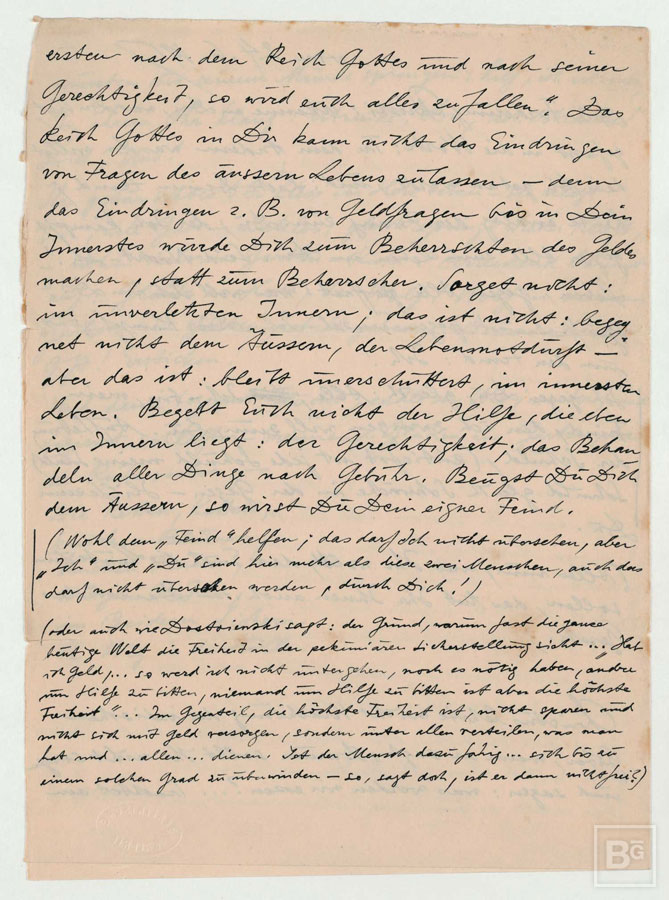 ersten nach dem Reich Gottes und nach seiner
Gerechtigkeit, so wird euch alles zufallen". Das
Reich Gottes in Dir kann nicht das Eindringen
von Fragen des äussern Lebens zulassen – denn
das Eindringen z. B. von Geldfragen bis in Dein
Innerstes würde Dich zum Beherrschten des Geldes
machen, statt zum Beherrscher. Sorget nicht:
im unverletzten Innern; das ist nicht: begeg
net nicht dem Äussern, der Lebensnotdurft –
aber das ist: bleibt unerschüttert, im innersten
Leben. Begebt Euch nicht der Hilfe, die eben
im Innern liegt: der Gerechtigkeit; das Behan
deln aller Dinge nach Gebühr. Beugst Du Dich
dem Äussern, so wirst Du Dein eigner Feind.
(Wohl dem „Feind" helfen; das darf Ich nicht übersehen, aber
„Ich" und „Du" sind hier mehr als diese zwei Menschen, auch das
darf nicht übersehen werden, durch Dich!)
(oder auch wie Dostoienski sagt: der Grund, warum fast die ganze
heutige Welt die Freiheit in der pekuniären Sicherstellung sieht ... Hab
ich Geld, ... so werd ich nicht untergehen, noch es nötig haben, andre
um Hilfe zu bitten, niemand um Hilfe zu bitten ist aber die höchste
Freiheit" ... Im Gegenteil, die höchste Freiheit ist, nicht sparen und
nicht sich mit Geld versorgen, sondern unter allen verteilen, was man
hat und ... allen ... dienen. Ist der Mensch dazu fähig ... sich bis zu
einem solchen Grad zu überwinden – so, sagt doch, ist er dann nicht frei?)
BG